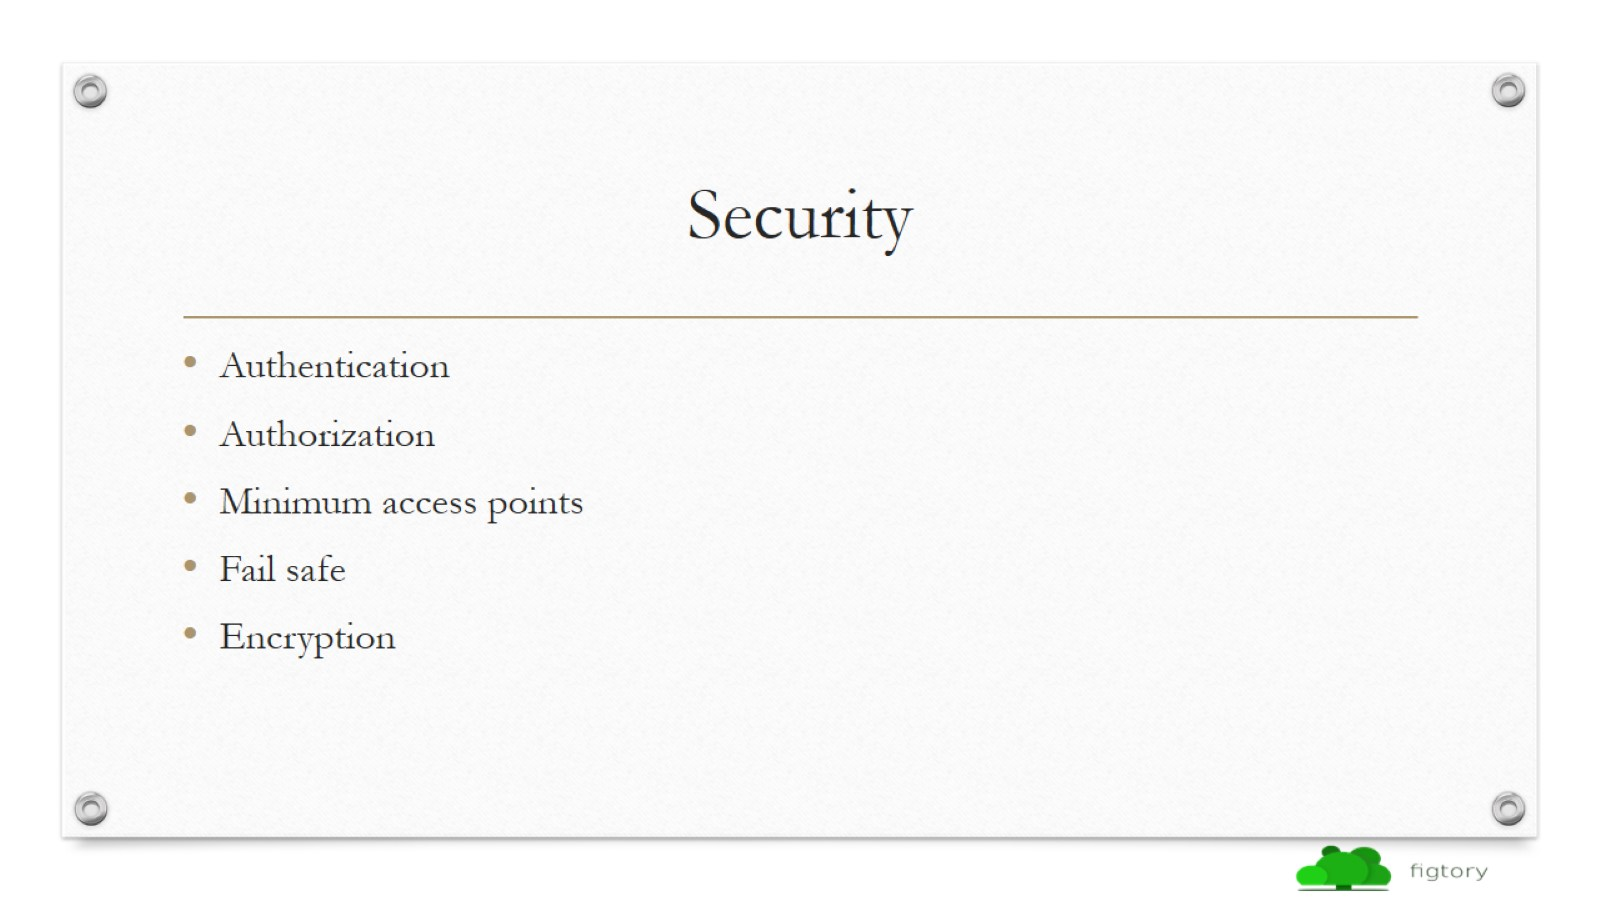 Security
Authentication
Authorization
Minimum access points
Fail safe
Encryption
figtory